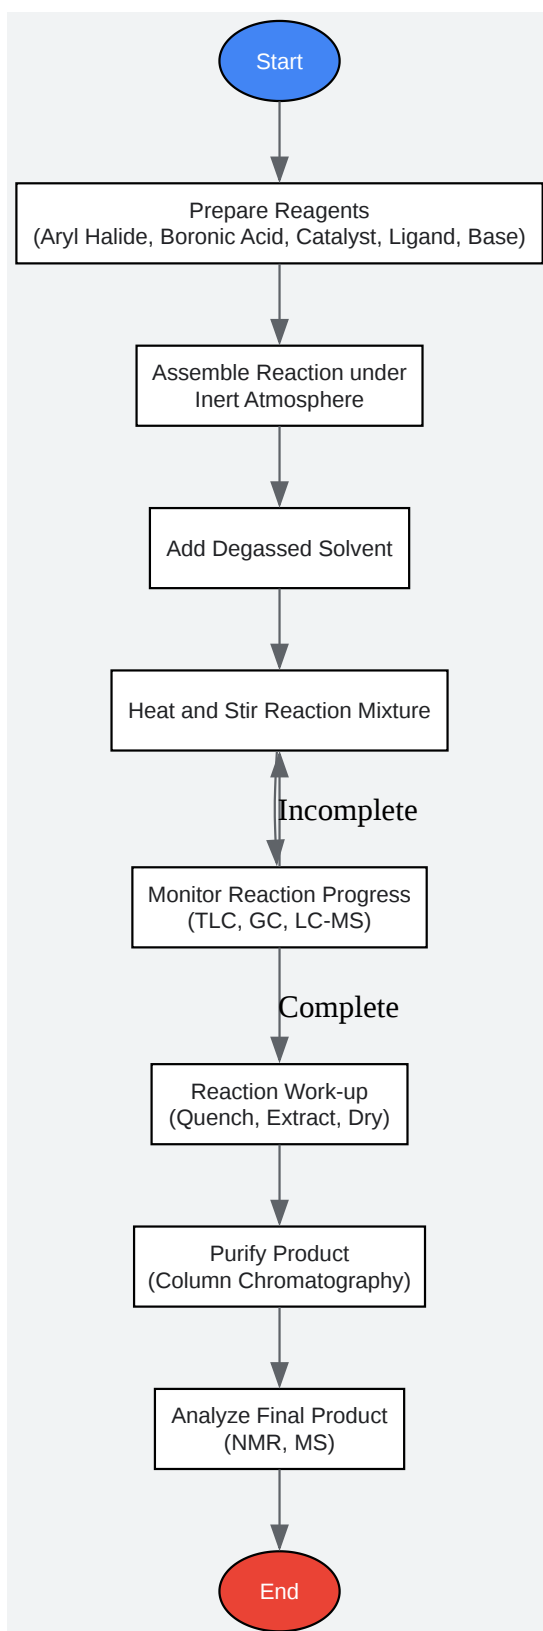 Start
Prepare Reagents
(Aryl Halide, Boronic Acid, Catalyst, Ligand, Base)
Assemble Reaction under
Inert Atmosphere
Add Degassed Solvent
Heat and Stir Reaction Mixture
Incomplete
Monitor Reaction Progress
(TLC, GC, LC-MS)
Complete
Reaction Work-up
(Quench, Extract, Dry)
Purify Product
(Column Chromatography)
Analyze Final Product
(NMR, MS)
End